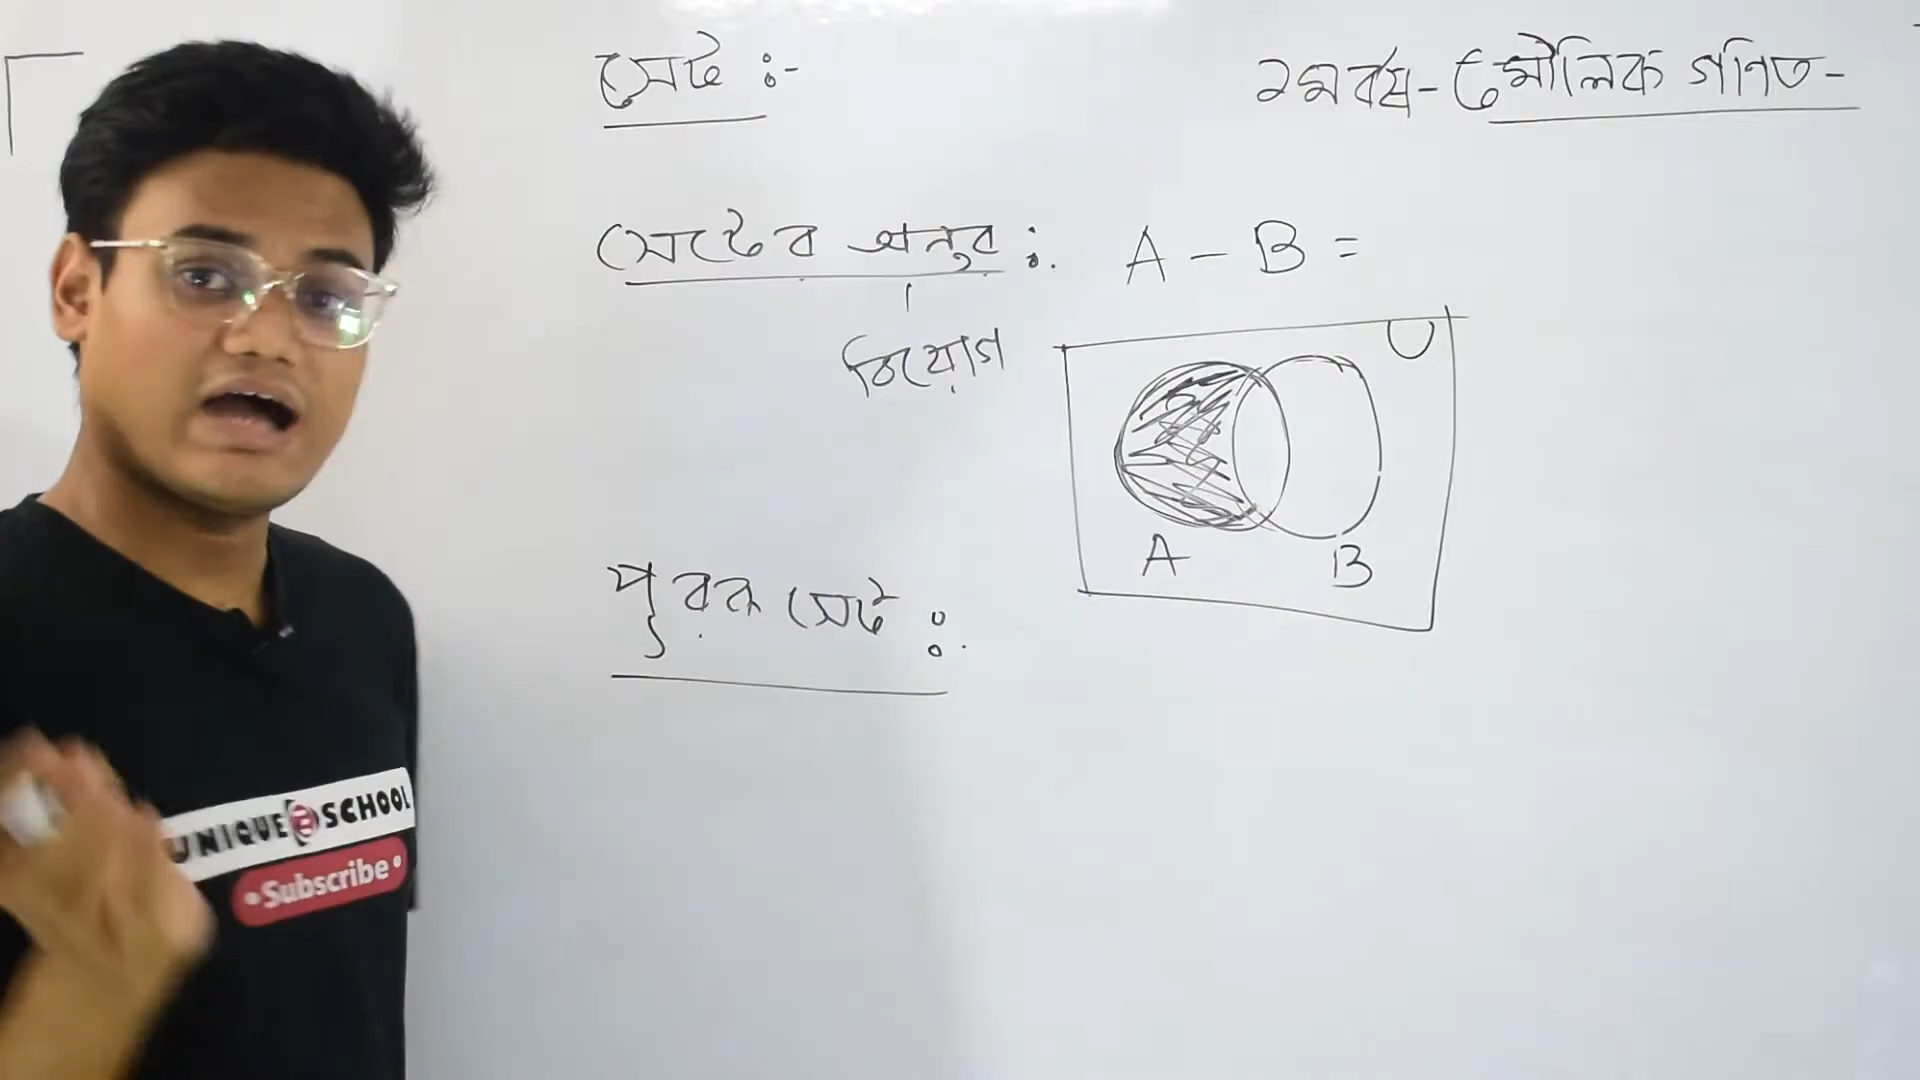 সেট :-
১ম বর্ষ - মৌলিক গণিত -
সেটের অন্তর :. A - B =
বিয়োগ
U
A B
পূরক সেট :.
UNIQUE SCHOOL
Subscribe